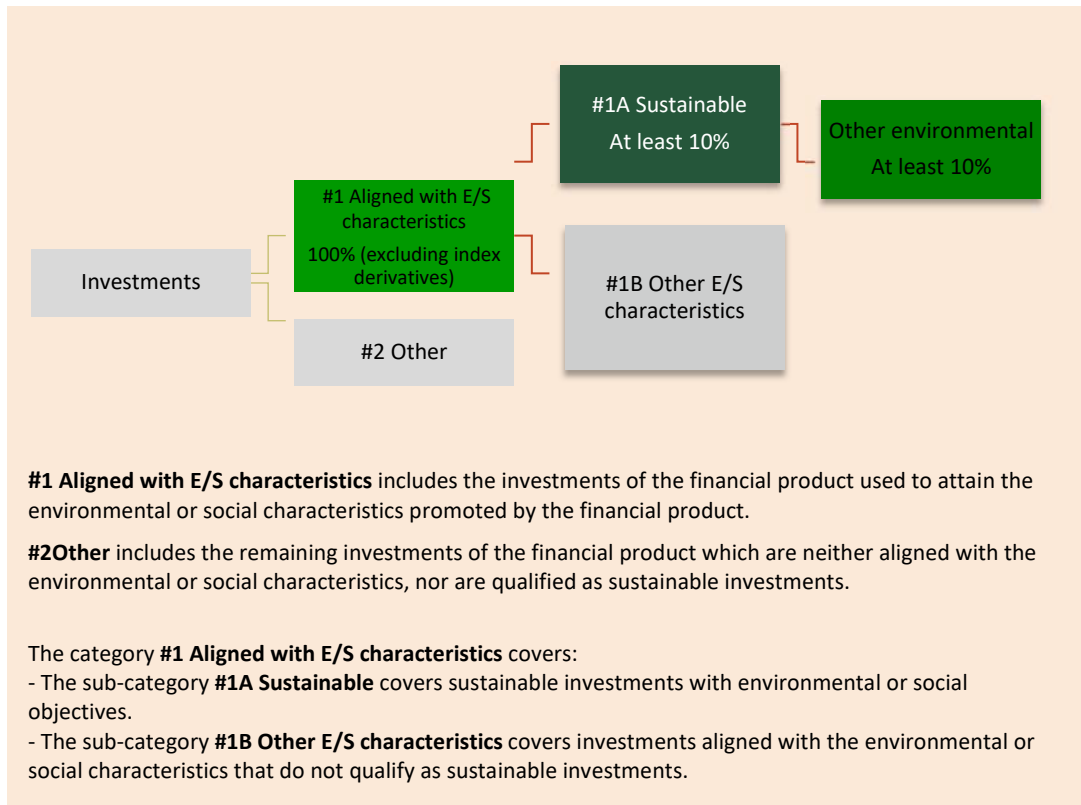 #1A Sustainable
At least 10%
Other environmental
At least 10%
#1 Aligned with E/S
characteristics
100% (excluding index
derivatives)
Investments
#1B Other E/S
characteristics
#2 Other
#1 Aligned with E/S characteristics includes the investments of the financial product used to attain the
environmental or social characteristics promoted by the financial product.
#2Other includes the remaining investments of the financial product which are neither aligned with the
environmental or social characteristics, nor are qualified as sustainable investments.
The category #1 Aligned with E/S characteristics covers:
- The sub-category #1A Sustainable covers sustainable investments with environmental or social
objectives.
- The sub-category #1B Other E/S characteristics covers investments aligned with the environmental or
social characteristics that do not qualify as sustainable investments.